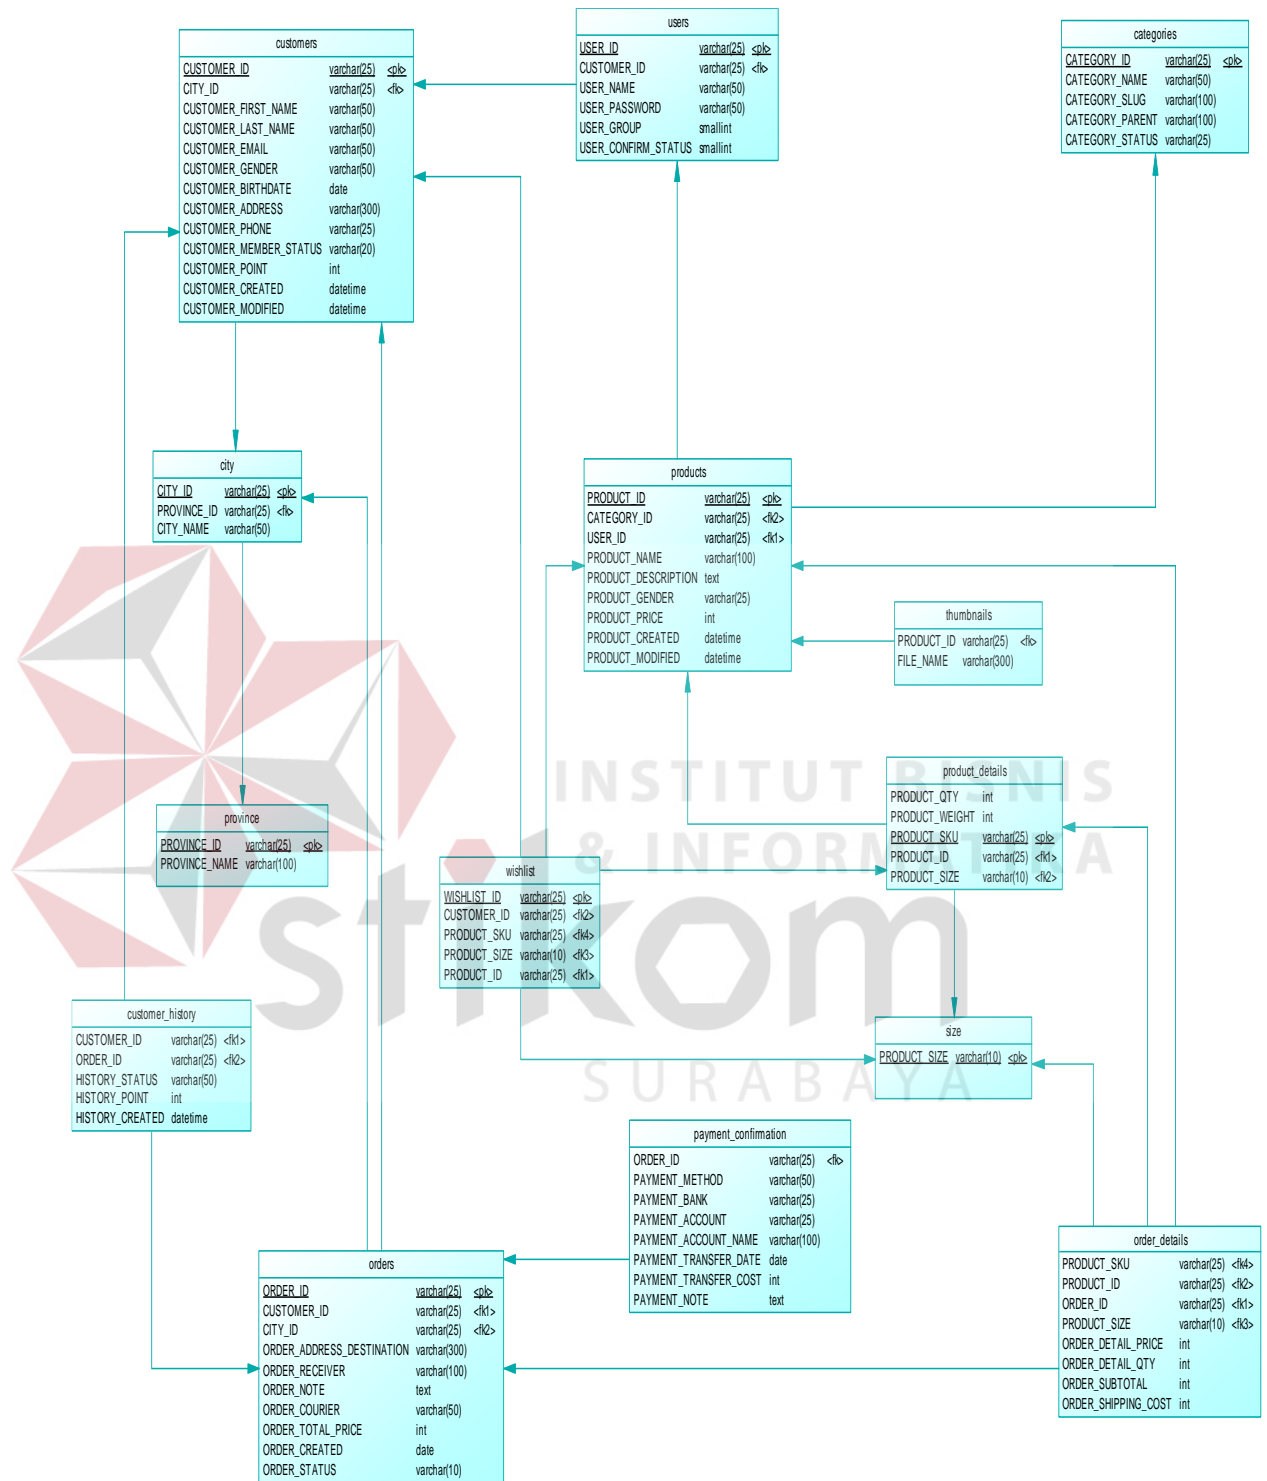 users
USER_ID varchar(25) <pk>
CUSTOMER_ID varchar(25) <fk>
USER_NAME varchar(50)
USER_PASSWORD varchar(50)
USER_GROUP smallint
USER_CONFIRM_STATUS smallint
categories
CATEGORY_ID varchar(25) <pk>
CATEGORY_NAME varchar(50)
CATEGORY_SLUG varchar(100)
CATEGORY_PARENT varchar(100)
CATEGORY_STATUS varchar(25)
customers
CUSTOMER_ID varchar(25) <pk>
CITY_ID varchar(25) <fk>
CUSTOMER_FIRST_NAME varchar(50)
CUSTOMER_LAST_NAME varchar(50)
CUSTOMER_EMAIL varchar(50)
CUSTOMER_GENDER varchar(50)
CUSTOMER_BIRTHDATE date
CUSTOMER_ADDRESS varchar(300)
CUSTOMER_PHONE varchar(25)
CUSTOMER_MEMBER_STATUS varchar(20)
CUSTOMER_POINT int
CUSTOMER_CREATED datetime
CUSTOMER_MODIFIED datetime
city
CITY_ID varchar(25) <pk>
PROVINCE_ID varchar(25) <fk>
CITY_NAME varchar(50)
products
PRODUCT_ID varchar(25) <pk>
CATEGORY_ID varchar(25) <fk2>
USER_ID varchar(25) <fk1>
PRODUCT_NAME varchar(100)
PRODUCT_DESCRIPTION text
PRODUCT_GENDER varchar(25)
PRODUCT_PRICE int
PRODUCT_CREATED datetime
PRODUCT_MODIFIED datetime
thumbnails
PRODUCT_ID varchar(25) <fk>
FILE_NAME varchar(300)
product_details
PRODUCT_QTY int
PRODUCT_WEIGHT int
PRODUCT_SKU varchar(25) <pk>
PRODUCT_ID varchar(25) <fk1>
PRODUCT_SIZE varchar(10) <fk2>
province
PROVINCE_ID varchar(25) <pk>
PROVINCE_NAME varchar(100)
wishlist
WISHLIST_ID varchar(25) <pk>
CUSTOMER_ID varchar(25) <fk2>
PRODUCT_SKU varchar(25) <fk4>
PRODUCT_SIZE varchar(10) <fk3>
PRODUCT_ID varchar(25) <fk1>
INSTITUT BISNIS
& INFORMATIKA
stikom
SURABAYA
customer_history
CUSTOMER_ID varchar(25) <fk1>
ORDER_ID varchar(25) <fk2>
HISTORY_STATUS varchar(50)
HISTORY_POINT int
HISTORY_CREATED datetime
size
PRODUCT_SIZE varchar(10) <pk>
payment_confirmation
ORDER_ID varchar(25) <fk>
PAYMENT_METHOD varchar(50)
PAYMENT_BANK varchar(25)
PAYMENT_ACCOUNT varchar(25)
PAYMENT_ACCOUNT_NAME varchar(100)
PAYMENT_TRANSFER_DATE date
PAYMENT_TRANSFER_COST int
PAYMENT_NOTE text
orders
ORDER_ID varchar(25) <pk>
CUSTOMER_ID varchar(25) <fk1>
CITY_ID varchar(25) <fk2>
ORDER_ADDRESS_DESTINATION varchar(300)
ORDER_RECEIVER varchar(100)
ORDER_NOTE text
ORDER_COURIER varchar(50)
ORDER_TOTAL_PRICE int
ORDER_CREATED date
ORDER_STATUS varchar(10)
order_details
PRODUCT_SKU varchar(25) <fk4>
PRODUCT_ID varchar(25) <fk2>
ORDER_ID varchar(25) <fk1>
PRODUCT_SIZE varchar(10) <fk3>
ORDER_DETAIL_PRICE int
ORDER_DETAIL_QTY int
ORDER_SUBTOTAL int
ORDER_SHIPPING_COST int